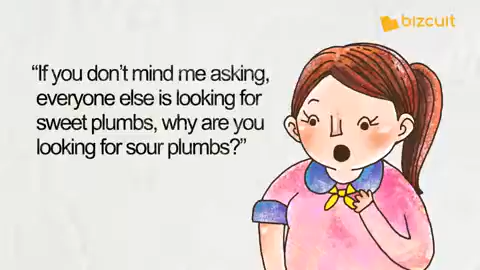 bizcuit
“If you don’t mind me asking,
everyone else is looking for
sweet plumbs, why are you
looking for sour plumbs?”